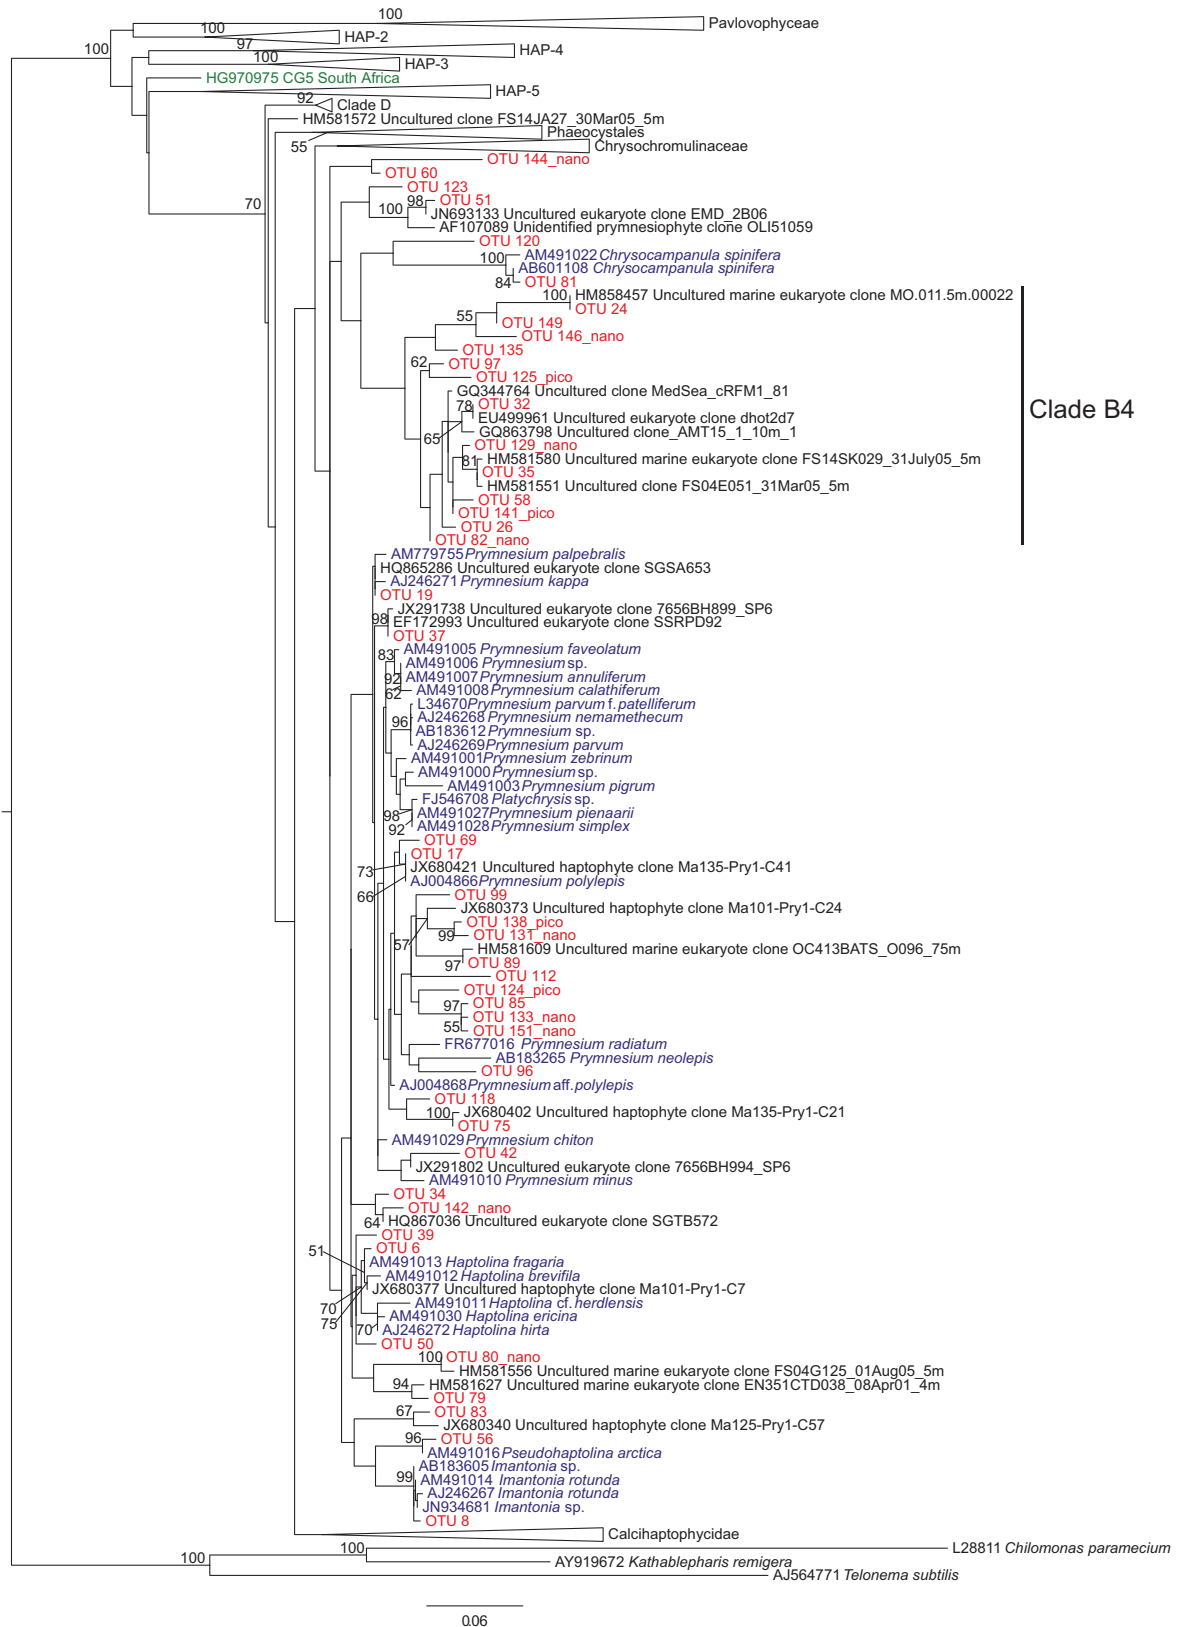 100
Pavlovophyceae
100
HAP-2
97
HAP-4
100
100
HAP-3
HG970975 CG5 South Africa
HAP-5
92
Clade D
HM581572 Uncultured clone FS14JA27_30Mar05_5m
Phaeocystales
55
Chrysochromulinaceae
OTU 144_nano
OTU 60
OTU 123
98
OTU 51
70
100
JN693133 Uncultured eukaryote clone EMD_2B06
AF107089 Unidentified prymnesiophyte clone OLI51059
OTU 120
100
AM491022 Chrysocampanula spinifera
AB601108 Chrysocampanula spinifera
84
OTU 81
100
HM858457 Uncultured marine eukaryote clone MO.011.5m.00022
OTU 24
55
OTU 149
OTU 146_nano
OTU 135
62
OTU 97
OTU 125_pico
GQ344764 Uncultured clone MedSea_cRFM1_81
78
OTU 32
Clade B4
EU499961 Uncultured eukaryote clone dhot2d7
65
GQ863798 Uncultured clone_AMT15_1_10m_1
OTU 129_nano
81
HM581580 Uncultured marine eukaryote clone FS14SK029_31July05_5m
OTU 35
HM581551 Uncultured clone FS04E051_31Mar05_5m
OTU 58
OTU 141_pico
OTU 26
OTU 82_nano
AM779755 Prymnesium palpebralis
HQ865286 Uncultured eukaryote clone SGSA653
AJ246271 Prymnesium kappa
OTU 19
JX291738 Uncultured eukaryote clone 7656BH899_SP6
98
EF172993 Uncultured eukaryote clone SSRPD92
OTU 37
83
AM491005 Prymnesium faveolatum
AM491006 Prymnesium sp.
92
AM491007 Prymnesium annuliferum
62
AM491008 Prymnesium calathiferum
L34670 Prymnesium parvum f. patelliferum
96
AJ246268 Prymnesium nemamethecum
AB183612 Prymnesium sp.
AJ246269 Prymnesium parvum
AM491001 Prymnesium zebrinum
AM491000 Prymnesium sp.
AM491003 Prymnesium pigrum
FJ546708 Platychrysis sp.
98
AM491027 Prymnesium pienaarii
92
AM491028 Prymnesium simplex
OTU 69
OTU 17
73
JX680421 Uncultured haptophyte clone Ma135-Pry1-C41
AJ004866 Prymnesium polylepis
66
OTU 99
JX680373 Uncultured haptophyte clone Ma101-Pry1-C24
OTU 138_pico
99
OTU 131_nano
57
HM581609 Uncultured marine eukaryote clone OC413BATS_O096_75m
97
OTU 89
OTU 112
OTU 124_pico
97
OTU 85
OTU 133_nano
55
OTU 151_nano
FR677016 Prymnesium radiatum
AB183265 Prymnesium neolepis
OTU 96
AJ004868 Prymnesium aff. polylepis
OTU 118
100
JX680402 Uncultured haptophyte clone Ma135-Pry1-C21
OTU 75
AM491029 Prymnesium chiton
OTU 42
JX291802 Uncultured eukaryote clone 7656BH994_SP6
AM491010 Prymnesium minus
OTU 34
OTU 142_nano
64
HQ867036 Uncultured eukaryote clone SGTB572
OTU 39
51
OTU 6
AM491013 Haptolina fragaria
AM491012 Haptolina brevifila
JX680377 Uncultured haptophyte clone Ma101-Pry1-C7
70
AM491011 Haptolina cf. herdlensis
75
AM491030 Haptolina ericina
70
AJ246272 Haptolina hirta
OTU 50
100
OTU 80_nano
HM581556 Uncultured marine eukaryote clone FS04G125_01Aug05_5m
94
HM581627 Uncultured marine eukaryote clone EN351CTD038_08Apr01_4m
OTU 79
67
OTU 83
JX680340 Uncultured haptophyte clone Ma125-Pry1-C57
96
OTU 56
AM491016 Pseudohaptolina arctica
AB183605 Imantonia sp.
99
AM491014 Imantonia rotunda
AJ246267 Imantonia rotunda
JN934681 Imantonia sp.
OTU 8
Calcihaptophycidae
100
L28811 Chilomonas paramecium
100
AY919672 Kathablepharis remigera
AJ564771 Telonema subtilis
0.06